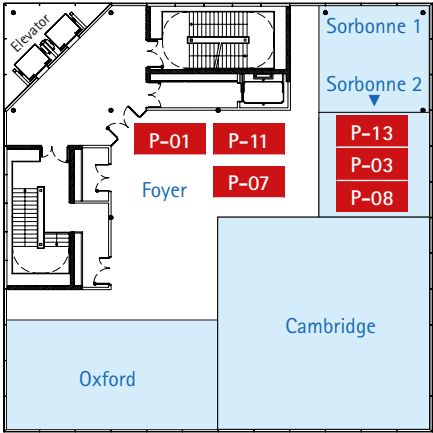 Elevator
Sorbonne 1
Sorbonne 2
P-01
P-11
P-13
P-03
P-07
P-08
Foyer
Cambridge
Oxford